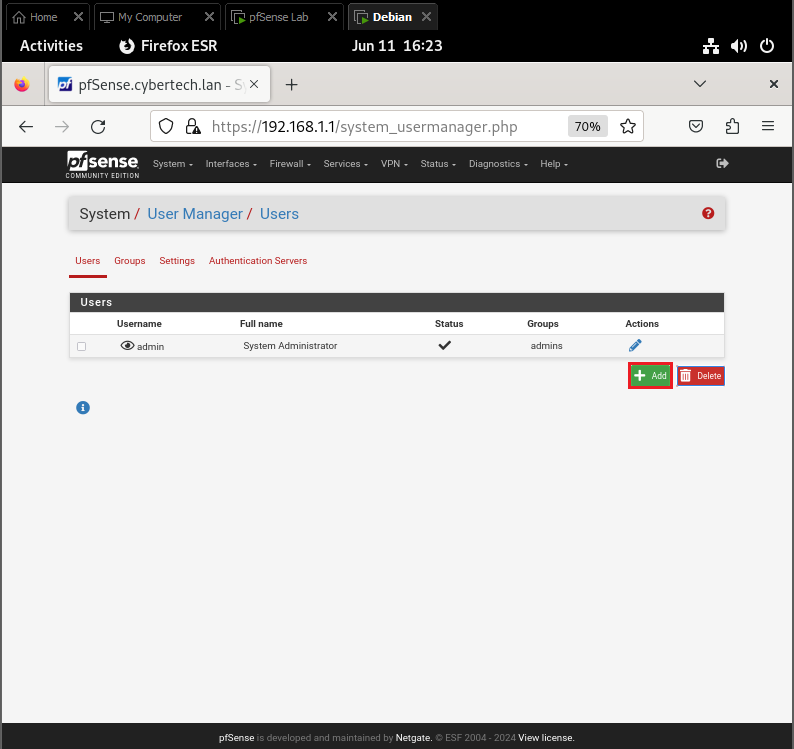 Home My Computer pfSense Lab Debian
Activities Firefox ESR Jun 11 16:23
pfSense.cybertech.lan - Sy
https://192.168.1.1/system_usermanager.php 70%
pfsense System Interfaces Firewall Services VPN Status Diagnostics Help
COMMUNITY EDITION
System / User Manager / Users
Users Groups Settings Authentication Servers
Users
Username Full name Status Groups Actions
admin System Administrator admins
Add Delete
pfSense is developed and maintained by Netgate. © ESF 2004 - 2024 View license.